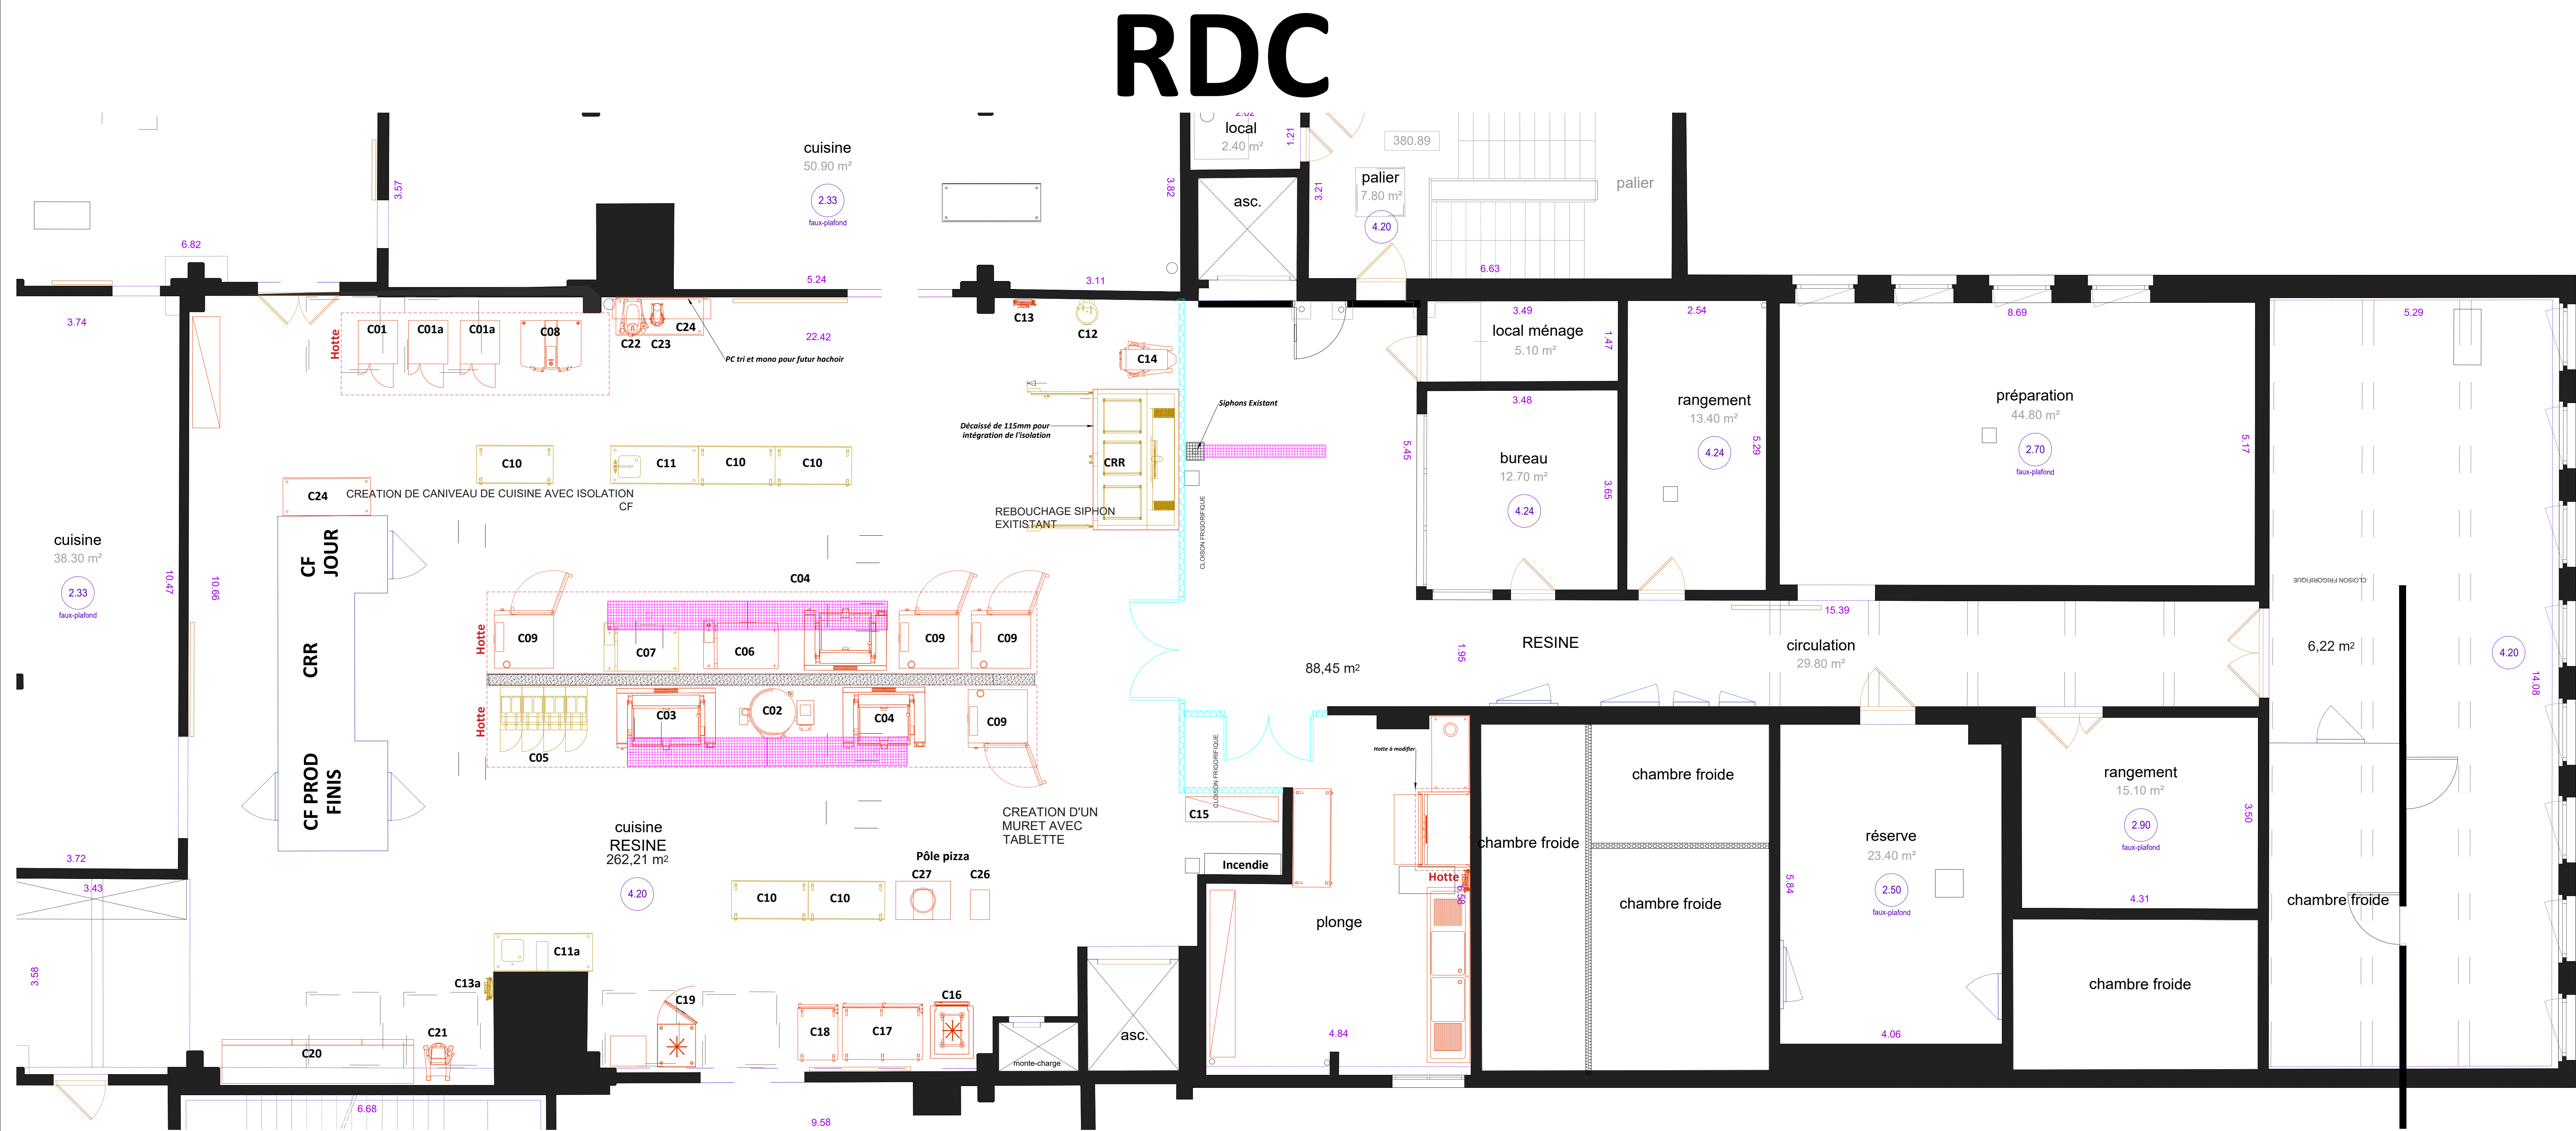 RDC
2.02
local
2.40 m²
1.21
380.89
palier
7.80 m²
4.20
palier
3.21
asc.
6.63
cuisine
50.90 m²
2.33
faux-plafond
3.57
3.82
6.82
5.24
3.11
3.74
22.42
Hotte
C01
C01a
C01a
C08
C22
C23
C24
PC tri et mono pour futur hachoir
C13
C12
C14
Décaissé de 115mm pour
intégration de l'isolation
Siphons Existant
CRR
C10
C11
C10
C10
C24
CREATION DE CANIVEAU DE CUISINE AVEC ISOLATION
CF
REBOUCHAGE SIPHON
EXITISTANT
CLOISON FRIGORIFIQUE
3.49
local ménage
5.10 m²
1.47
3.48
bureau
12.70 m²
4.24
3.65
5.45
2.54
rangement
13.40 m²
4.24
5.29
8.69
préparation
44.80 m²
2.70
faux-plafond
5.17
5.29
cuisine
38.30 m²
2.33
faux-plafond
10.47
10.66
CF
JOUR
CRR
CF PROD
FINIS
C04
Hotte
C09
C07
C06
C09
C09
Hotte
C03
C02
C04
C09
C05
88,45 m2
1.95
RESINE
15.39
circulation
29.80 m²
CLOISON FRIGORIFIQUE
6,22 m2
4.20
14.08
CLOISON FRIGORIFIQUE
Hotte à modifier
CREATION D'UN
MURET AVEC
TABLETTE
cuisine
RESINE
262,21 m2
4.20
Pôle pizza
C27
C26
C10
C10
C15
Incendie
Hotte
6.58
plonge
4.84
chambre froide
chambre froide
chambre froide
réserve
23.40 m²
2.50
faux-plafond
5.84
4.06
rangement
15.10 m²
2.90
faux-plafond
3.50
4.31
chambre froide
chambre froide
3.72
3.43
3.58
C11a
C13a
C21
C20
C19
C18
C17
C16
monte-charge
asc.
6.68
9.58